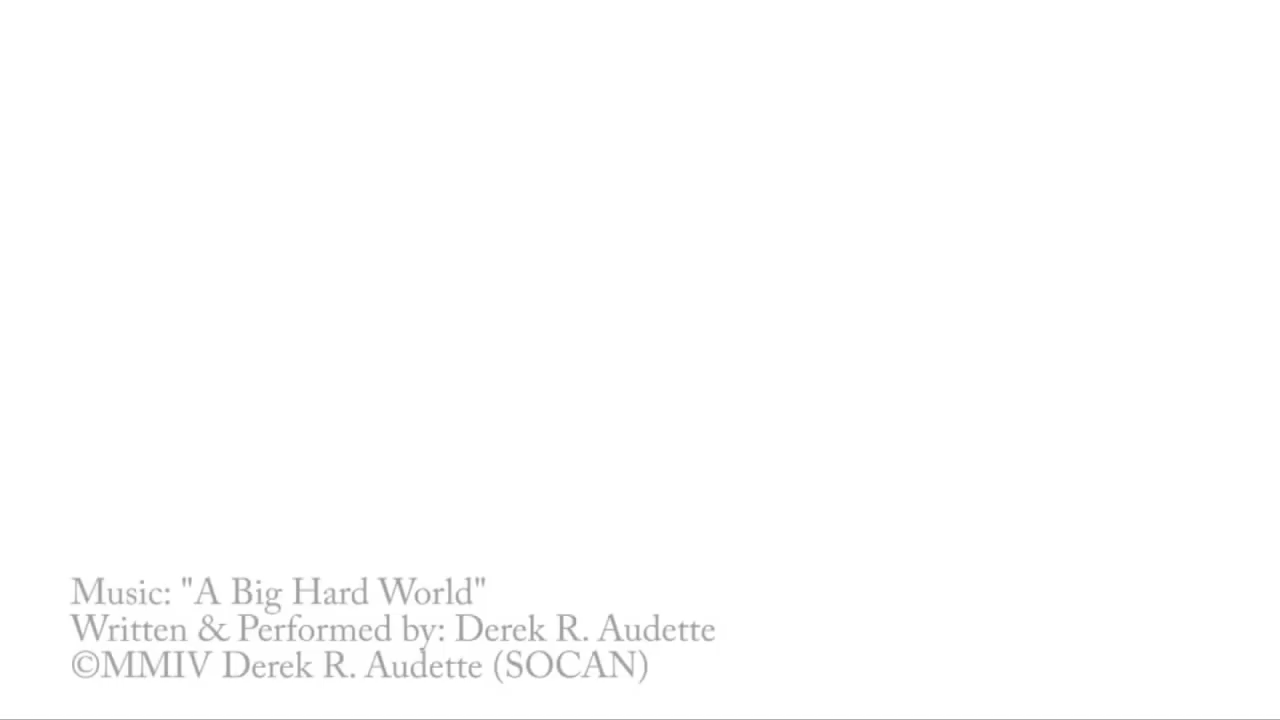 Music: "A Big Hard World"
Written & Performed by: Derek R. Audette
©MMIV Derek R. Audette (SOCAN)